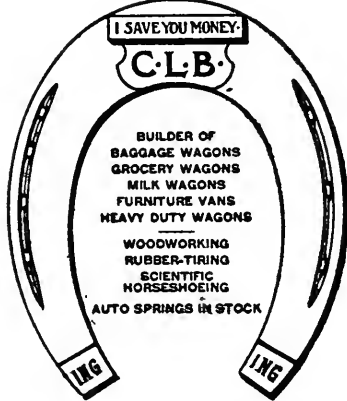 I SAVE YOU MONEY·
C·L·B·
BUILDER OF
BAGGAGE WAGONS
GROCERY WAGONS
MILK WAGONS
FURNITURE VANS
HEAVY DUTY WAGONS
WOODWORKING
RUBBER-TIRING
SCIENTIFIC
HORSESHOEING
AUTO SPRINGS IN STOCK
ING
ING